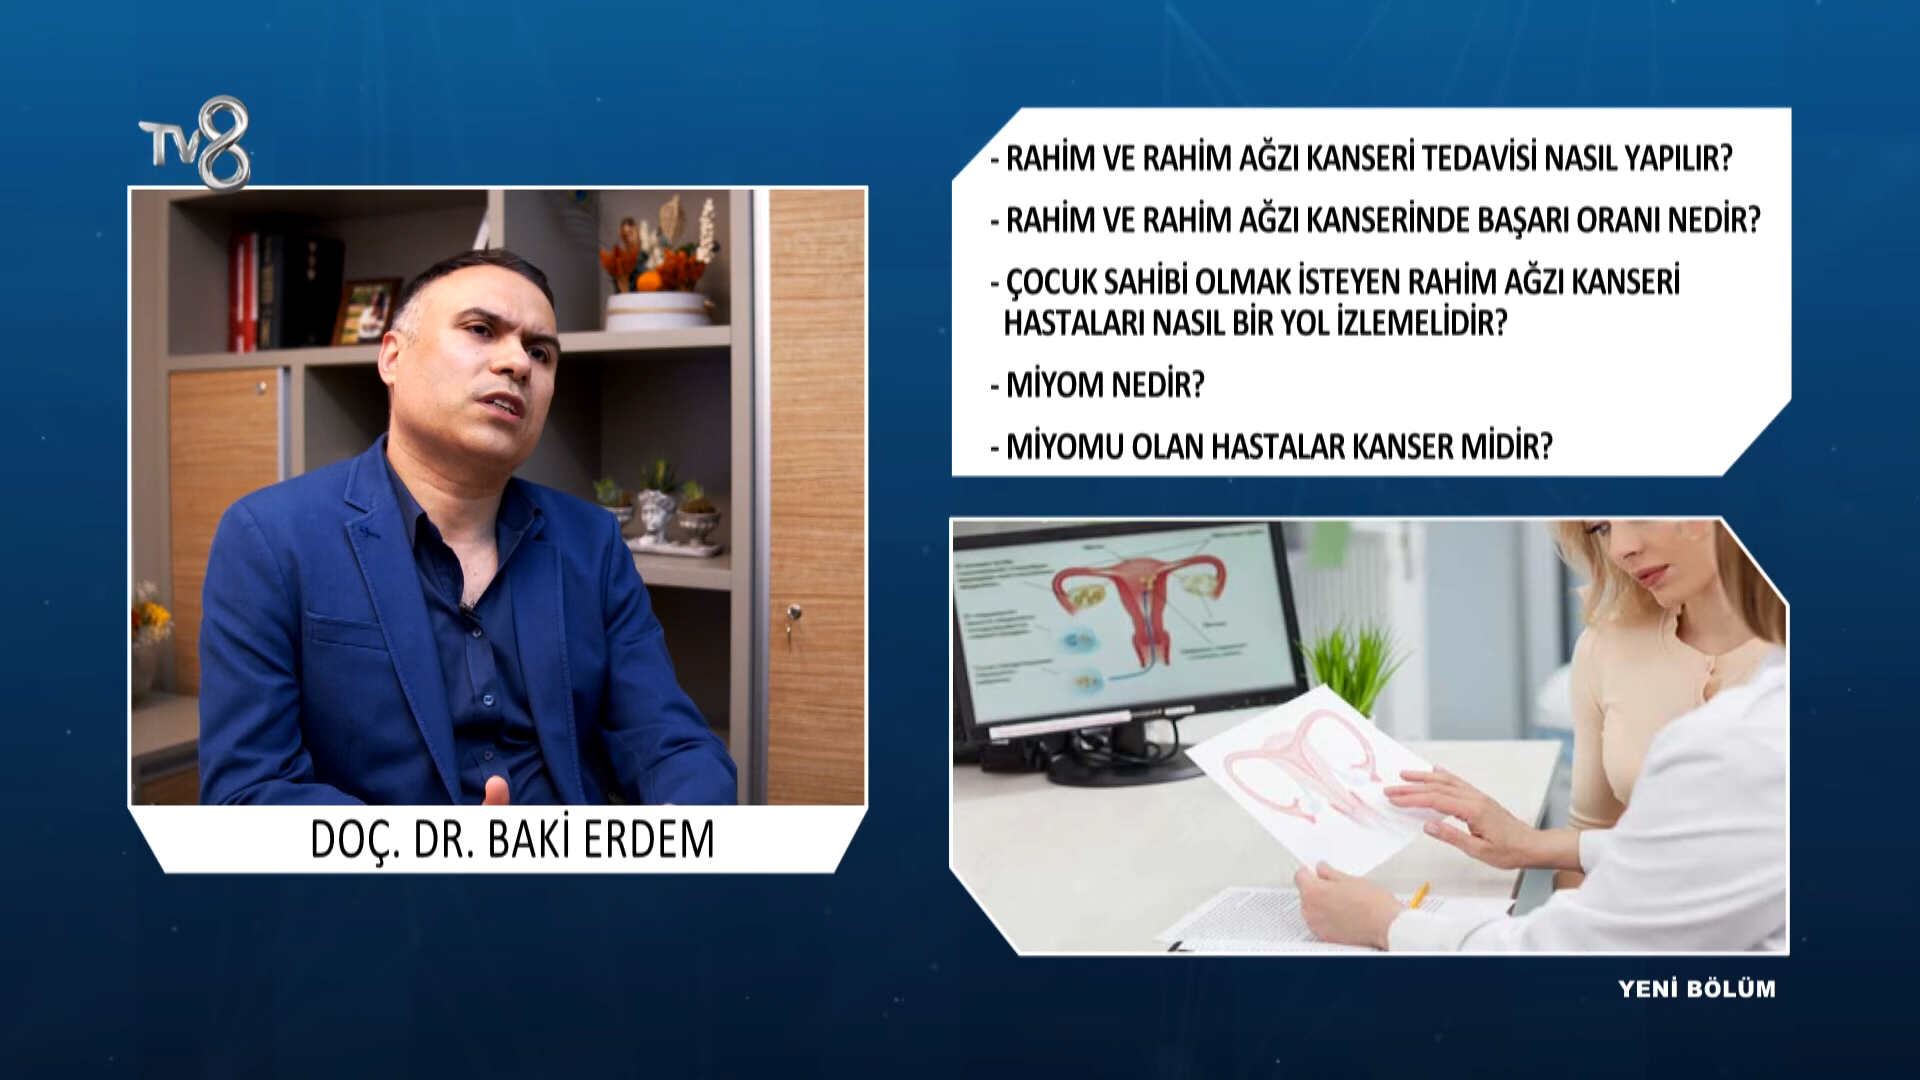 TV8
- RAHİM VE RAHİM AĞZI KANSERİ TEDAVİSİ NASIL YAPILIR?
- RAHİM VE RAHİM AĞZI KANSERİNDE BAŞARI ORANI NEDİR?
- ÇOCUK SAHİBİ OLMAK İSTEYEN RAHİM AĞZI KANSERİ
HASTALARI NASIL BİR YOL İZLEMELİDİR?
- MİYOM NEDİR?
- MİYOMU OLAN HASTALAR KANSER MİDİR?
DOÇ. DR. BAKİ ERDEM
YENİ BÖLÜM